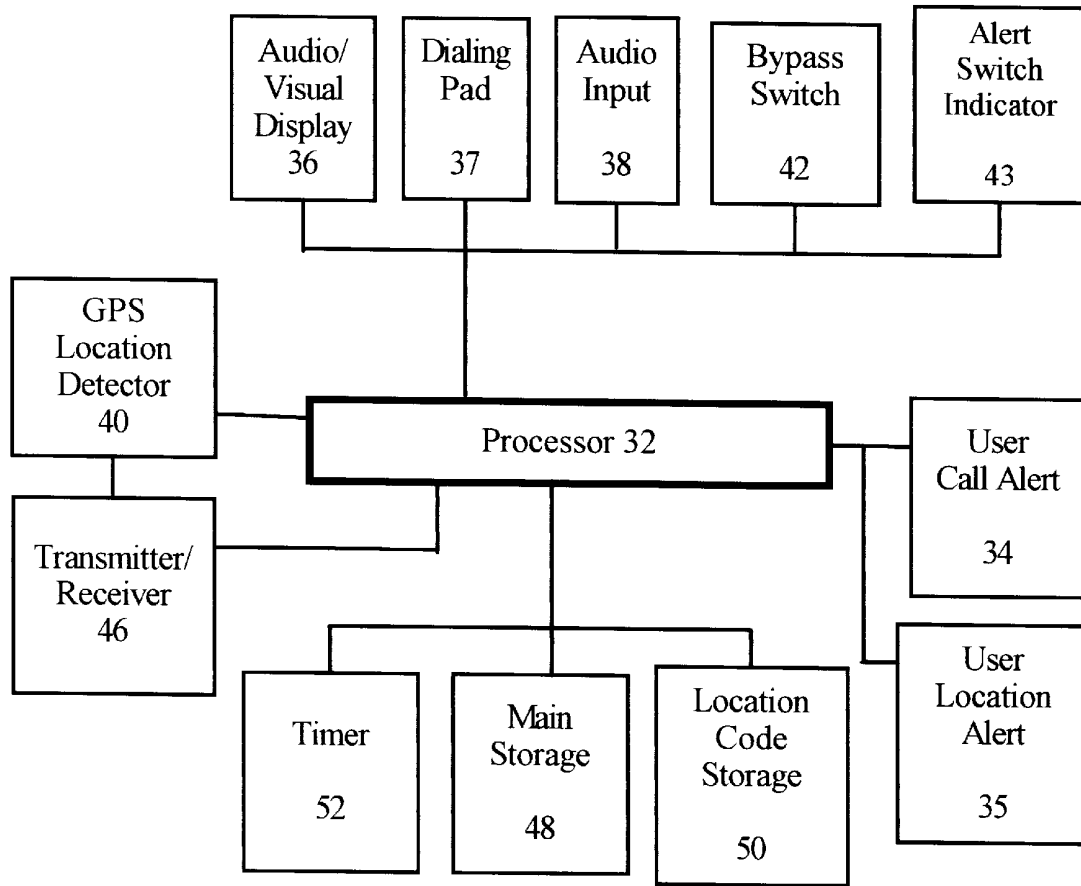 Audio/
Visual
Display
36
Dialing
Pad
37
Audio
Input
38
Bypass
Switch
42
Alert
Switch
Indicator
43
GPS
Location
Detector
40
Processor 32
User
Call Alert
34
Transmitter/
Receiver
46
Timer
52
Main
Storage
48
Location
Code
Storage
50
User
Location
Alert
35